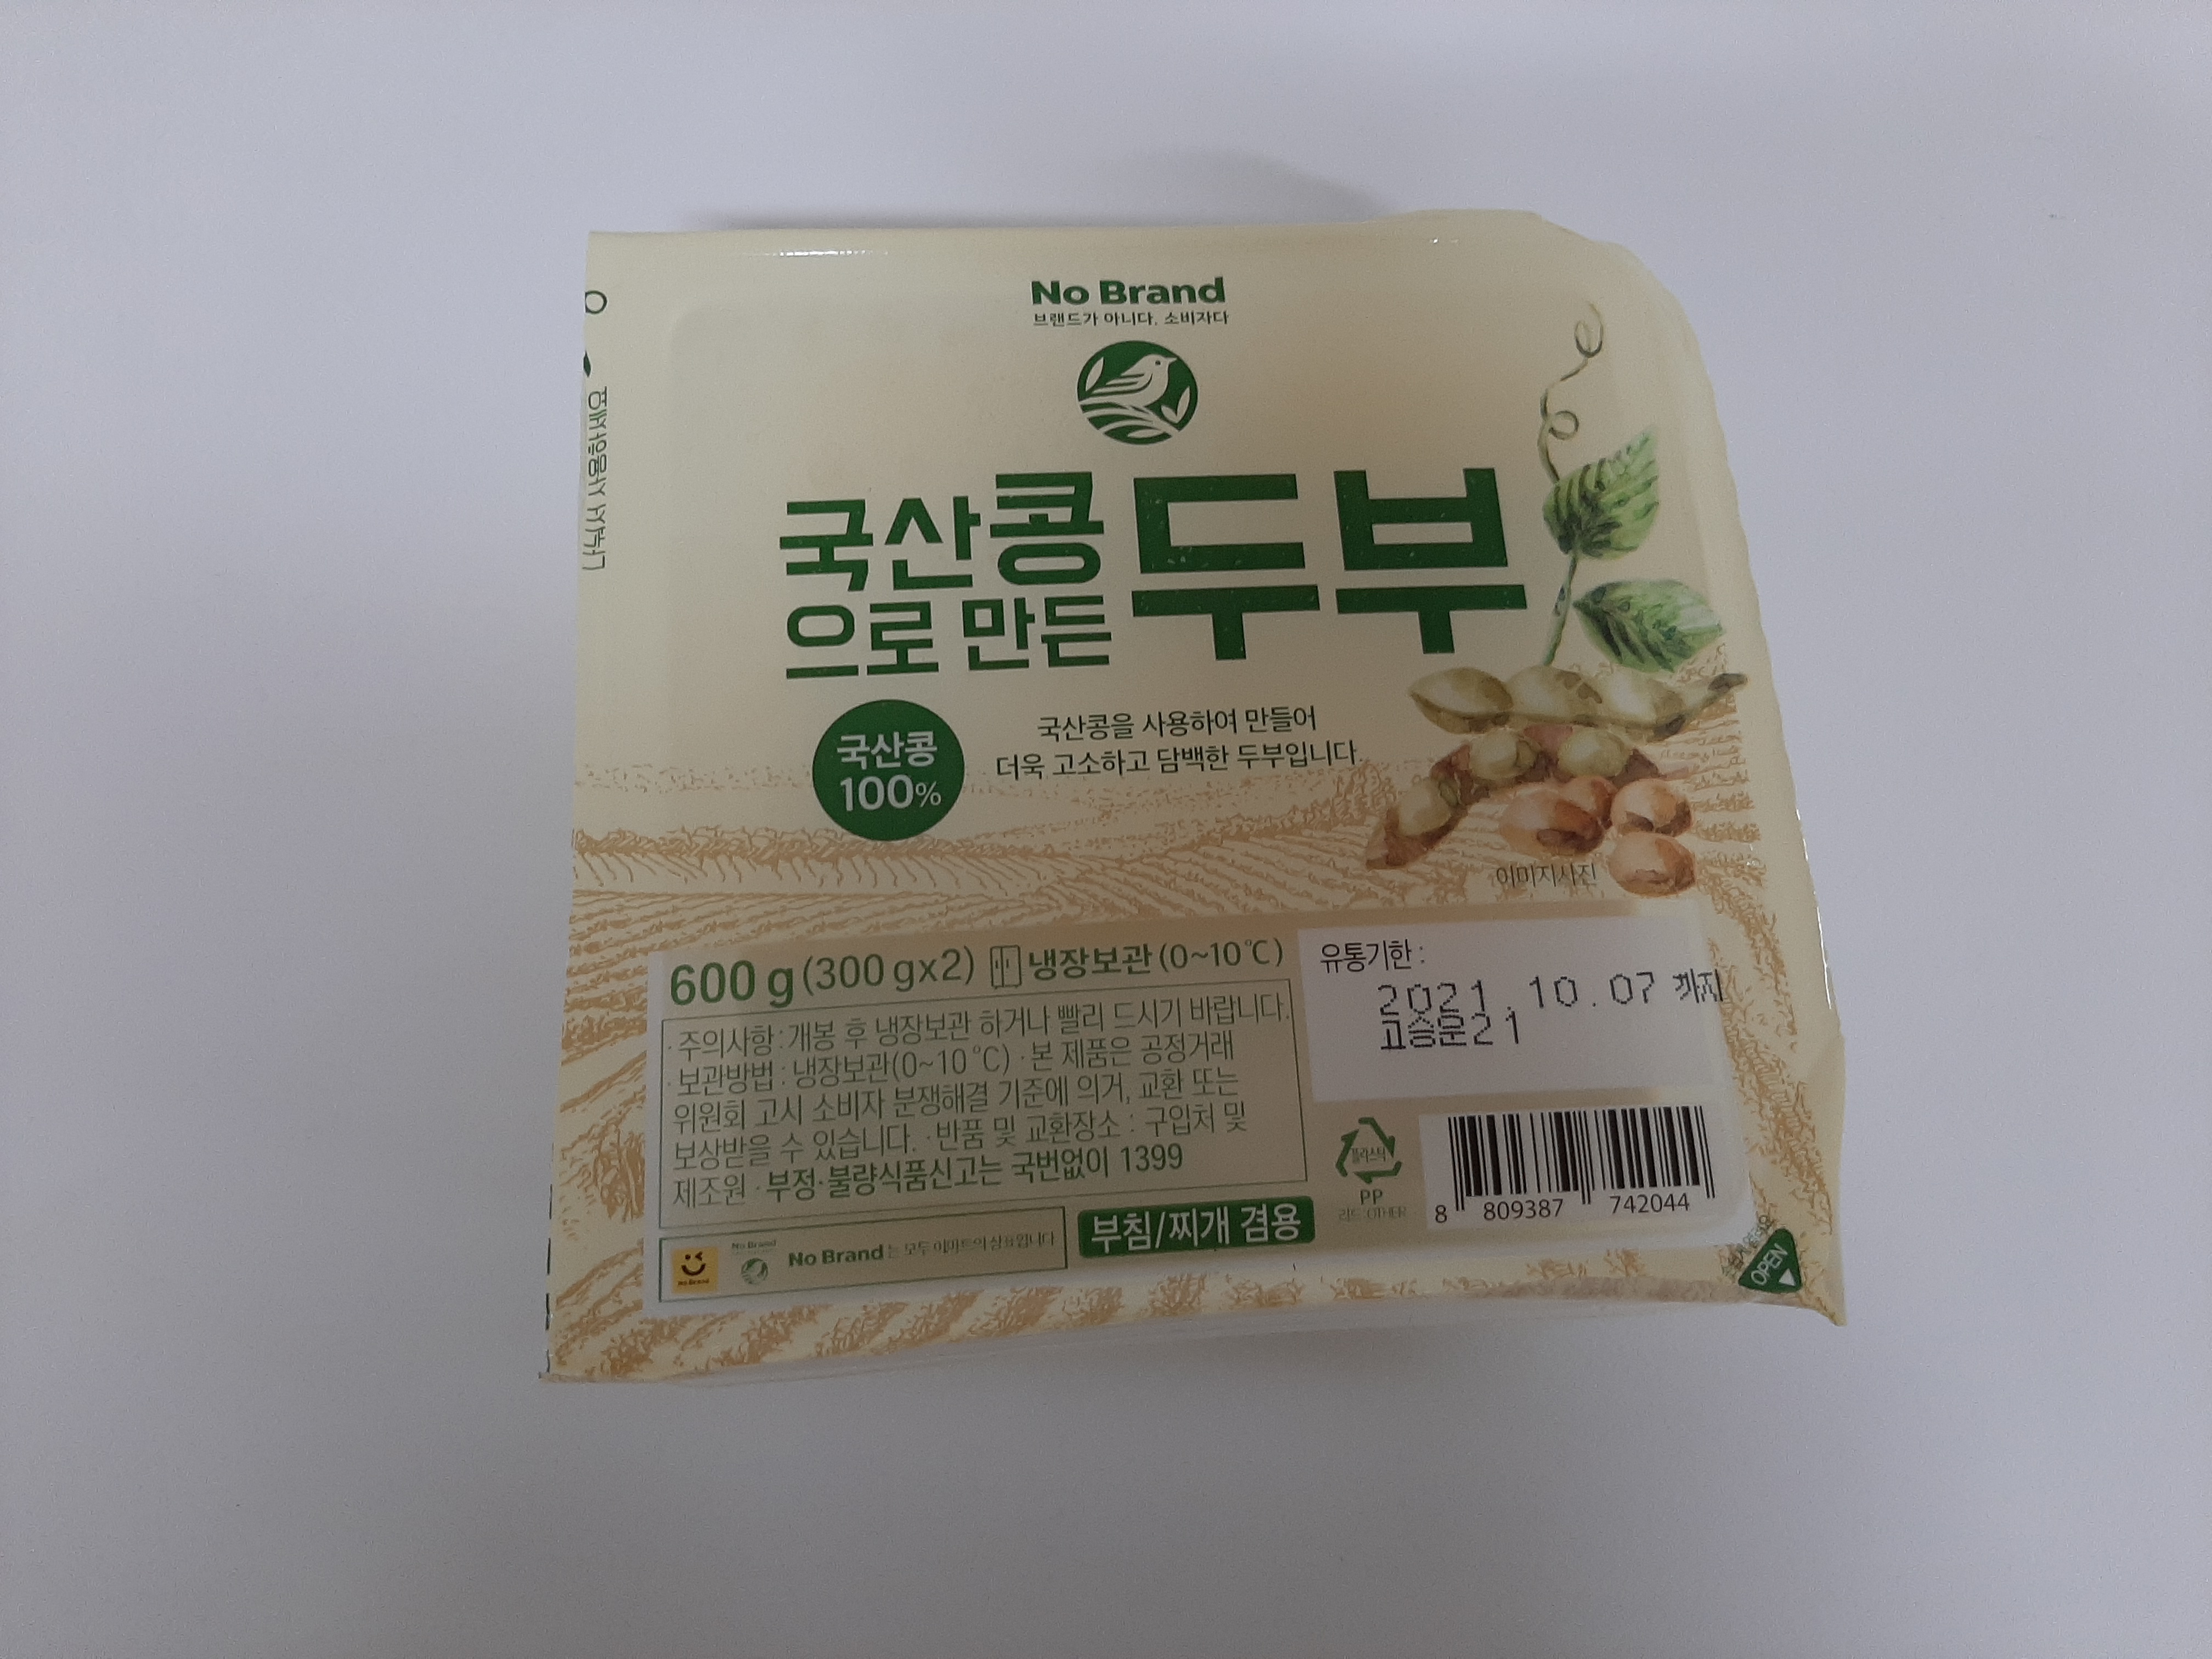 No Brand
브랜드가 아니다. 소비자다
국산콩
으로 만든
두부
국산콩
100%
국산콩을 사용하여 만들어
더욱 고소하고 담백한 두부입니다.
이미지사진
600 g (300 gx2) 냉장보관 (0~10℃)
· 주의사항 : 개봉 후 냉장보관 하거나 빨리 드시기 바랍니다.
· 보관방법 : 냉장보관(0~10℃) · 본 제품은 공정거래
위원회 고시 소비자 분쟁해결 기준에 의거, 교환 또는
보상받을 수 있습니다. · 반품 및 교환장소 : 구입처 및
제조원 · 부정·불량식품신고는 국번없이 1399
No Brand
No Brand
No Brand는 모두 이마트의 상표입니다
부침/찌개 겸용
유통기한 :
2021.10.07 까지
고승운21
플라스틱
PP
리드:OTHER
8 809387 742044
OPEN